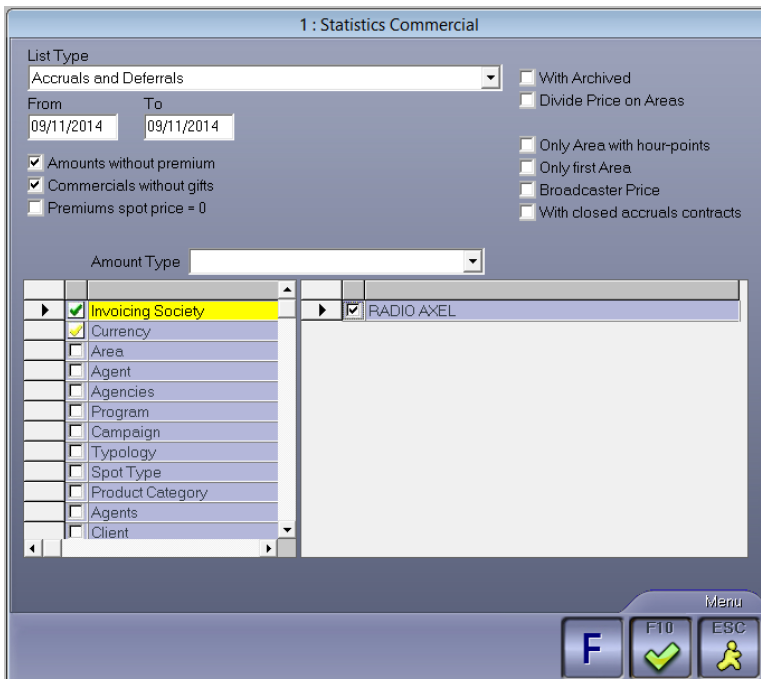 1 : Statistics Commercial
List Type
Accruals and Deferrals
From To
09/11/2014 09/11/2014
Amounts without premium
Commercials without gifts
Premiums spot price = 0
With Archived
Divide Price on Areas
Only Area with hour-points
Only first Area
Broadcaster Price
With closed accruals contracts
Amount Type
Invoicing Society
Currency
Area
Agent
Agencies
Program
Campaign
Typology
Spot Type
Product Category
Agents
Client
RADIO AXEL
Menu
F F10 ESC